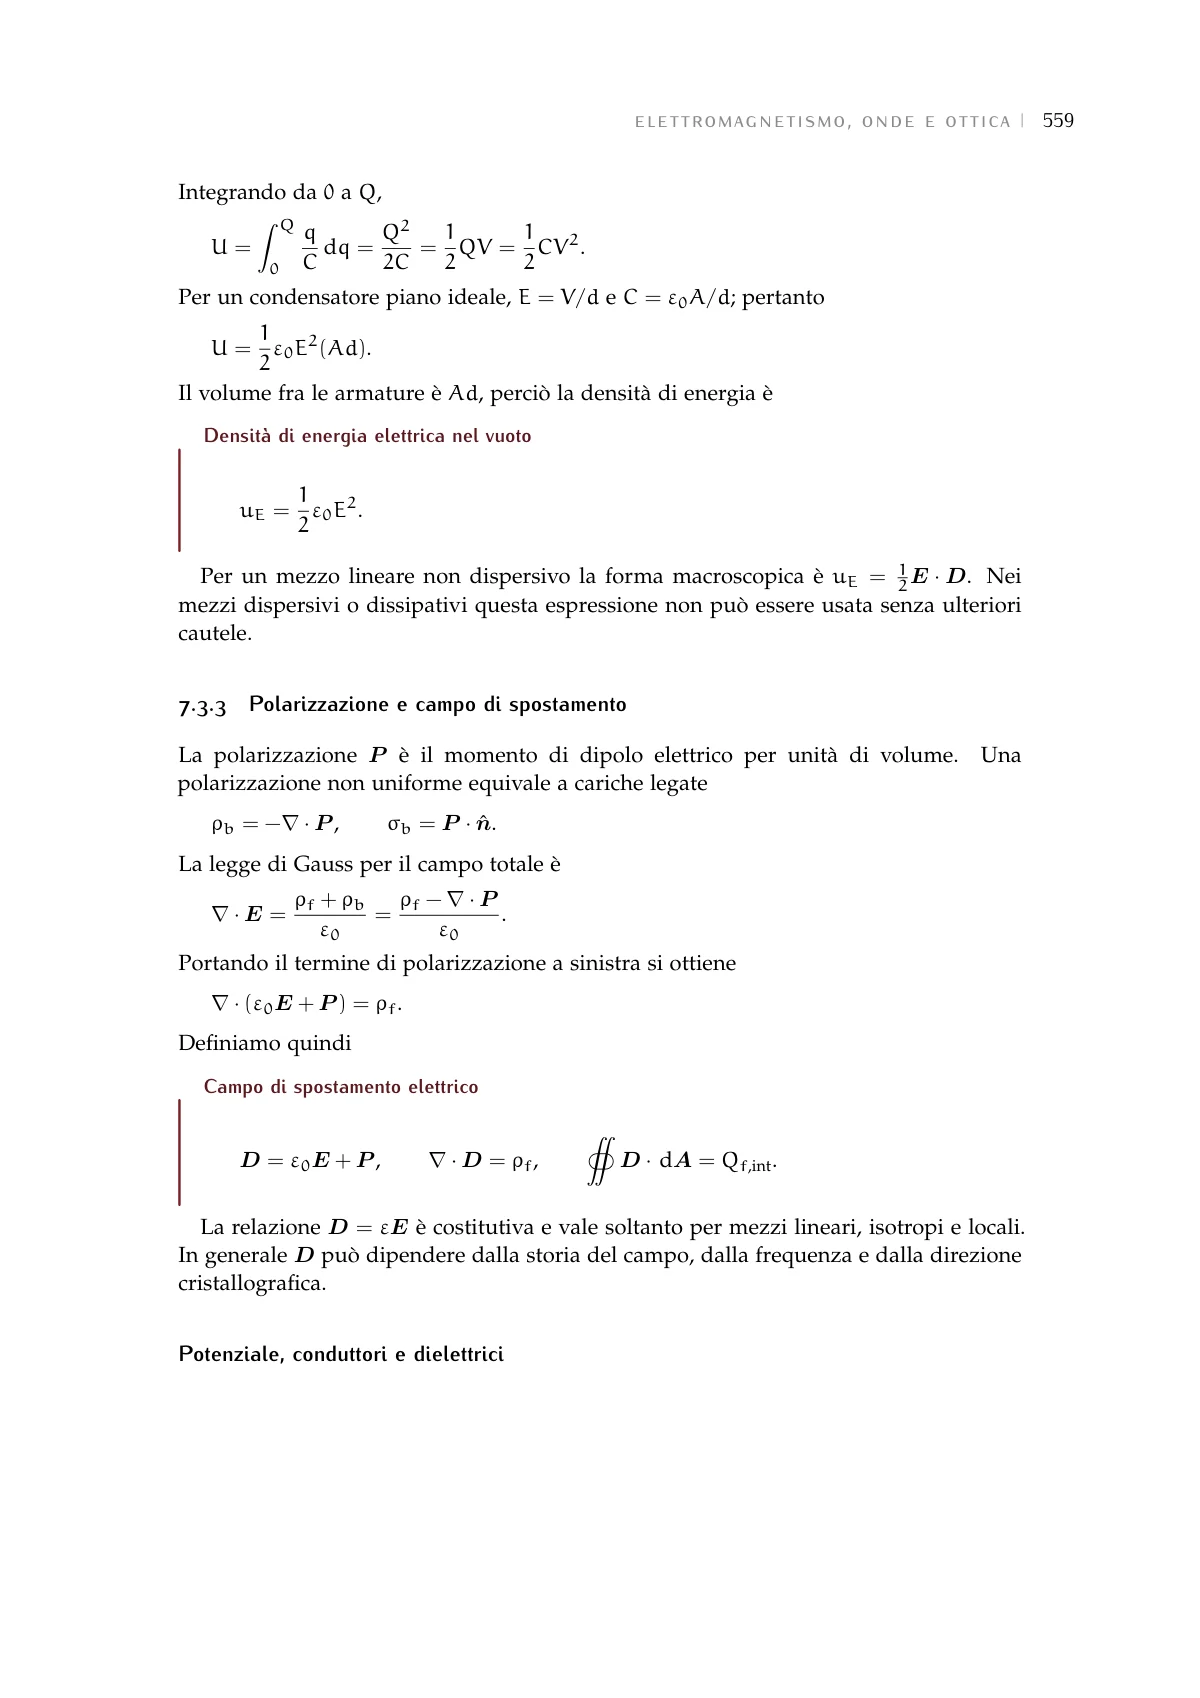 ELETTROMAGNETISMO, ONDE E OTTICA | 559
Integrando da 0 a Q,
U = ∫₀^Q q/C dq = Q²/2C = 1/2 QV = 1/2 CV².
Per un condensatore piano ideale, E = V/d e C = ε₀A/d; pertanto
U = 1/2 ε₀E²(Ad).
Il volume fra le armature è Ad, perciò la densità di energia è
Densità di energia elettrica nel vuoto
u_E = 1/2 ε₀E².
Per un mezzo lineare non dispersivo la forma macroscopica è u_E = 1/2 E · D. Nei
mezzi dispersivi o dissipativi questa espressione non può essere usata senza ulteriori
cautele.
7.3.3 Polarizzazione e campo di spostamento
La polarizzazione P è il momento di dipolo elettrico per unità di volume. Una
polarizzazione non uniforme equivale a cariche legate
ρ_b = −∇ · P, σ_b = P · n̂.
La legge di Gauss per il campo totale è
∇ · E = (ρ_f + ρ_b)/ε₀ = (ρ_f − ∇ · P)/ε₀.
Portando il termine di polarizzazione a sinistra si ottiene
∇ · (ε₀E + P) = ρ_f.
Definiamo quindi
Campo di spostamento elettrico
D = ε₀E + P, ∇ · D = ρ_f, ∯ D · dA = Q_f,int.
La relazione D = εE è costitutiva e vale soltanto per mezzi lineari, isotropi e locali.
In generale D può dipendere dalla storia del campo, dalla frequenza e dalla direzione
cristallografica.
Potenziale, conduttori e dielettrici